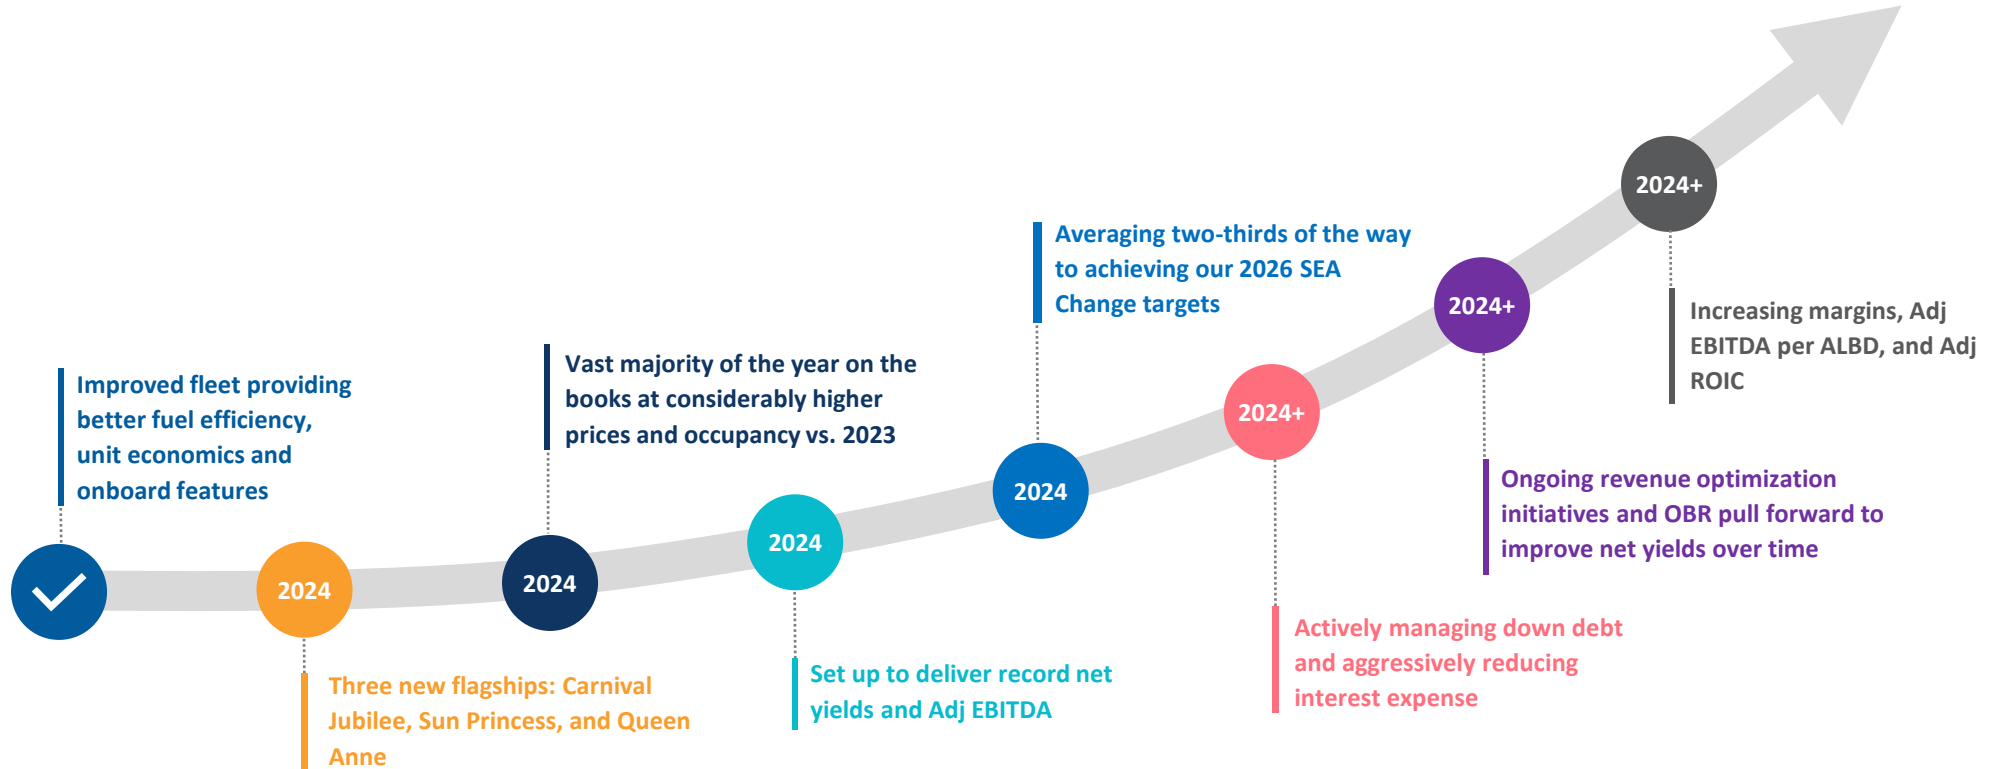 Improved fleet providing
better fuel efficiency,
unit economics and
onboard features
2024
Three new flagships: Carnival
Jubilee, Sun Princess, and Queen
Anne
Vast majority of the year on the
books at considerably higher
prices and occupancy vs. 2023
2024
2024
Set up to deliver record net
yields and Adj EBITDA
Averaging two-thirds of the way
to achieving our 2026 SEA
Change targets
2024
2024+
Actively managing down debt
and aggressively reducing
interest expense
2024+
Ongoing revenue optimization
initiatives and OBR pull forward to
improve net yields over time
2024+
Increasing margins, Adj
EBITDA per ALBD, and Adj
ROIC